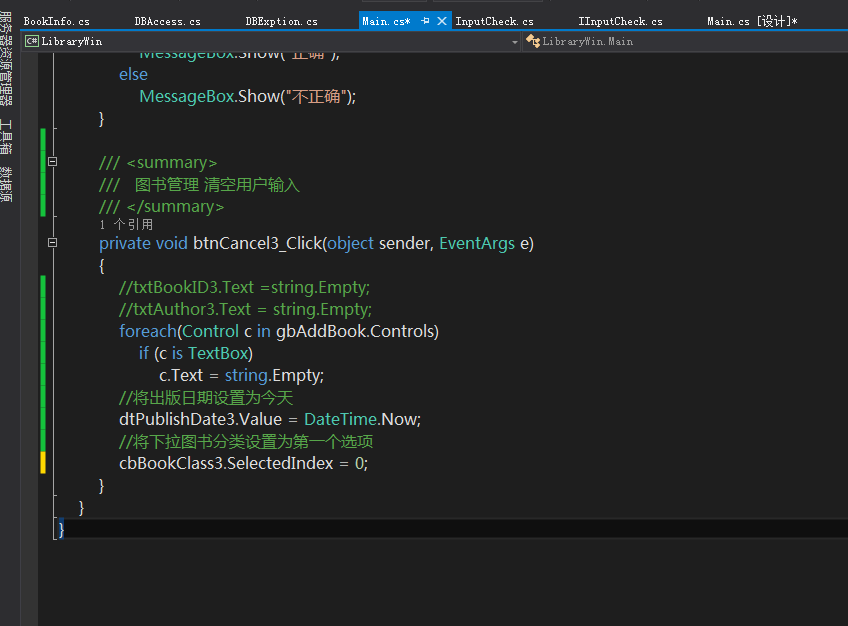 BookInfo.cs DBAccess.cs DBExption.cs Main.cs* InputCheck.cs IInputCheck.cs Main.cs [设计]*
C# LibraryWin LibraryWin.Main
服务器资源管理器 工具箱 数据源
MessageBox.Show("正确");
else
MessageBox.Show("不正确");
}
/// <summary>
/// 图书管理 清空用户输入
/// </summary>
1 个引用
private void btnCancel3_Click(object sender, EventArgs e)
{
//txtBookID3.Text =string.Empty;
//txtAuthor3.Text = string.Empty;
foreach(Control c in gbAddBook.Controls)
if (c is TextBox)
c.Text = string.Empty;
//将出版日期设置为今天
dtPublishDate3.Value = DateTime.Now;
//将下拉图书分类设置为第一个选项
cbBookClass3.SelectedIndex = 0;
}
}
}